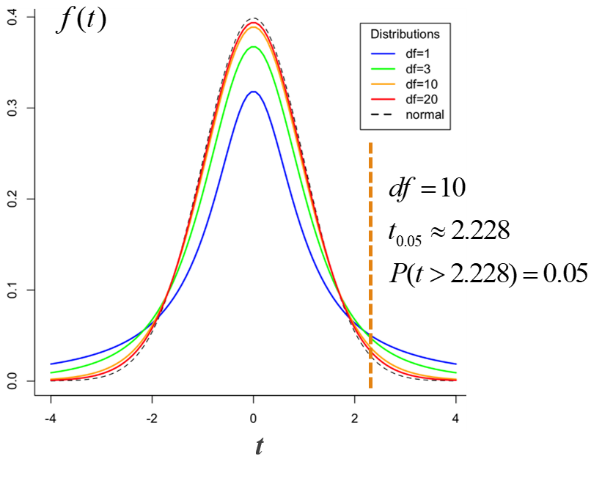 f(t)
Distributions
df=1
df=3
df=10
df=20
normal
df = 10
t0.05 ≈ 2.228
P(t > 2.228) = 0.05
0.4
0.3
0.2
0.1
0.0
-4 -2 0 2 4
t